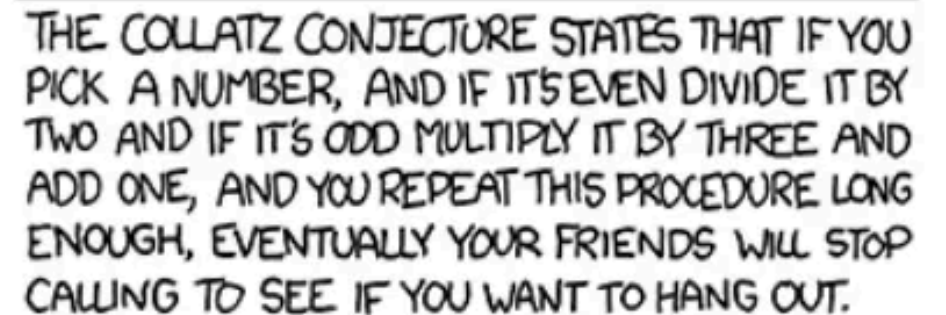 THE COLLATZ CONJECTURE STATES THAT IF YOU
PICK A NUMBER, AND IF IT'S EVEN DIVIDE IT BY
TWO AND IF IT'S ODD MULTIPLY IT BY THREE AND
ADD ONE, AND YOU REPEAT THIS PROCEDURE LONG
ENOUGH, EVENTUALLY YOUR FRIENDS WILL STOP
CALLING TO SEE IF YOU WANT TO HANG OUT.